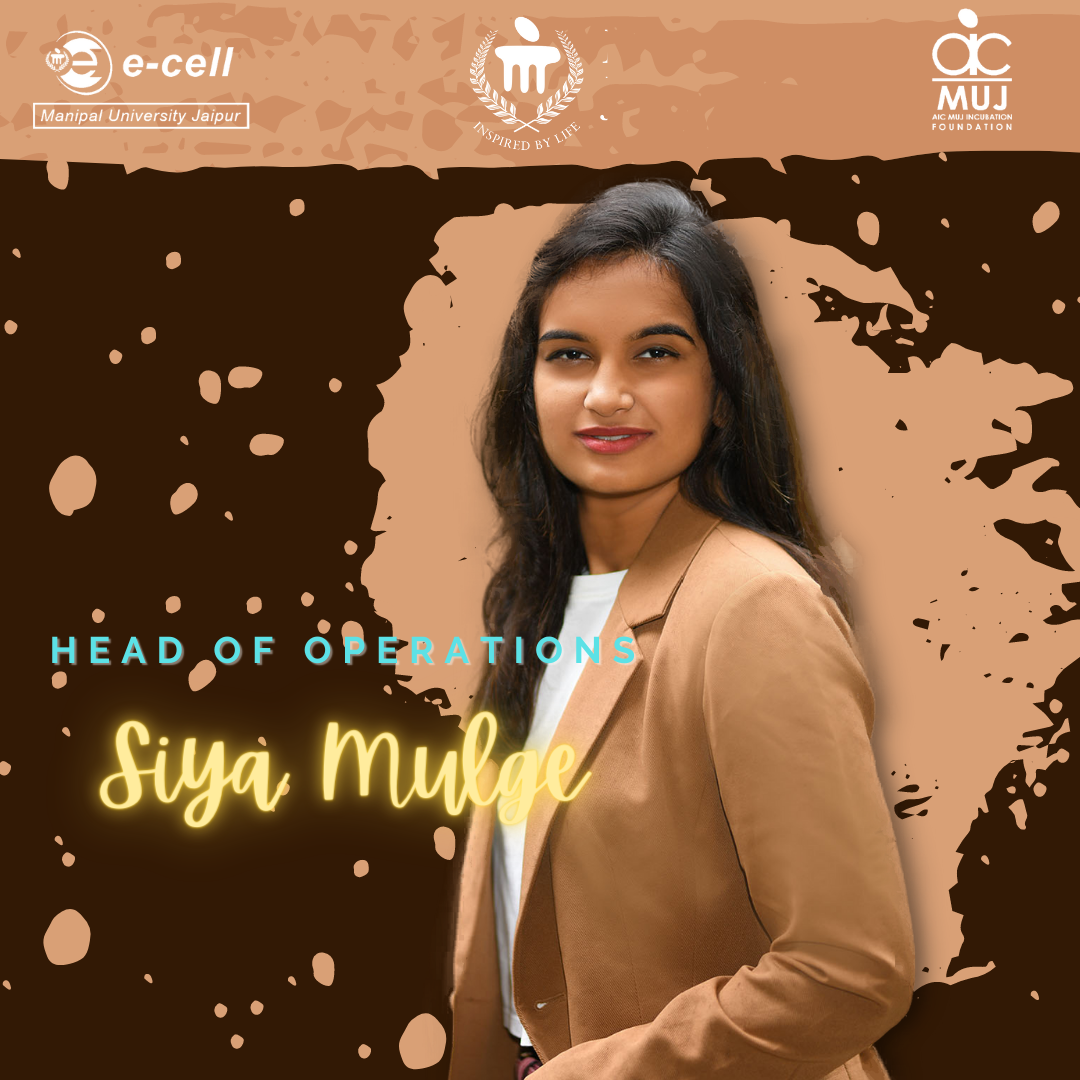 e
e-cell
Manipal University Jaipur
INSPIRED BY LIFE
aic
MUJ
AIC MUJ INCUBATION
FOUNDATION
HEAD OF OPERATIONS
Siya Mulge